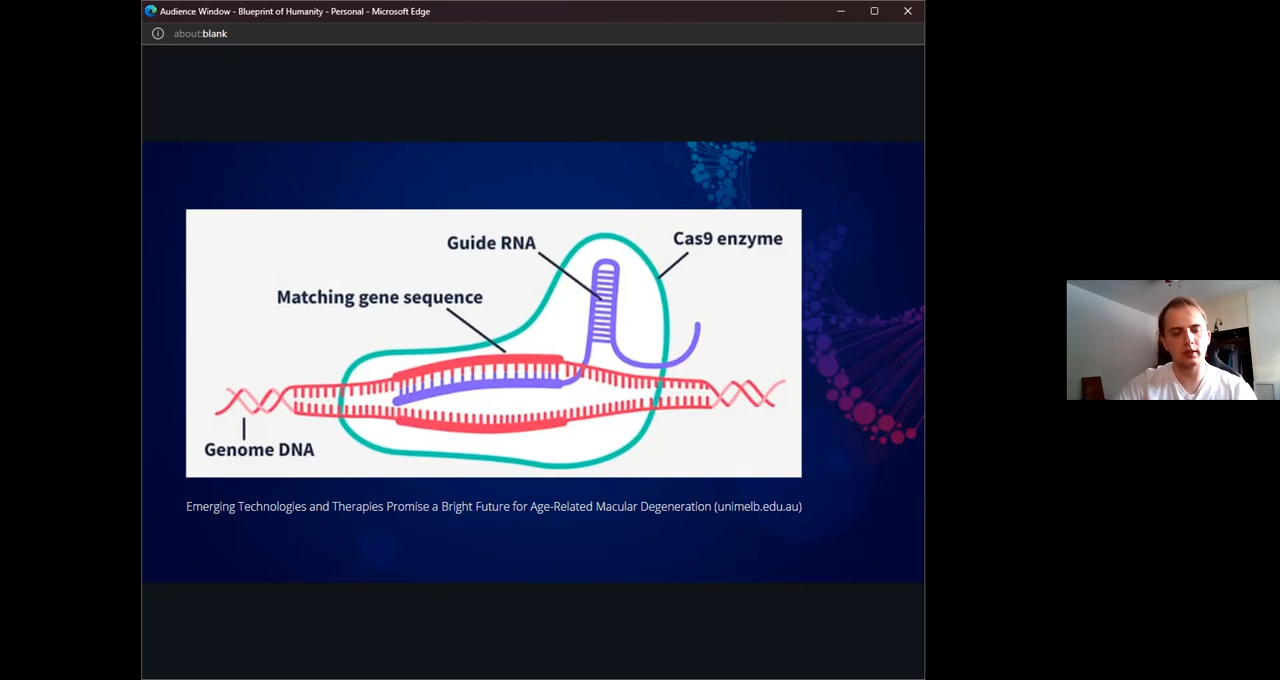 Audience Window - Blueprint of Humanity - Personal - Microsoft Edge
about:blank
Guide RNA
Cas9 enzyme
Matching gene sequence
Genome DNA
Emerging Technologies and Therapies Promise a Bright Future for Age-Related Macular Degeneration (unimelb.edu.au)